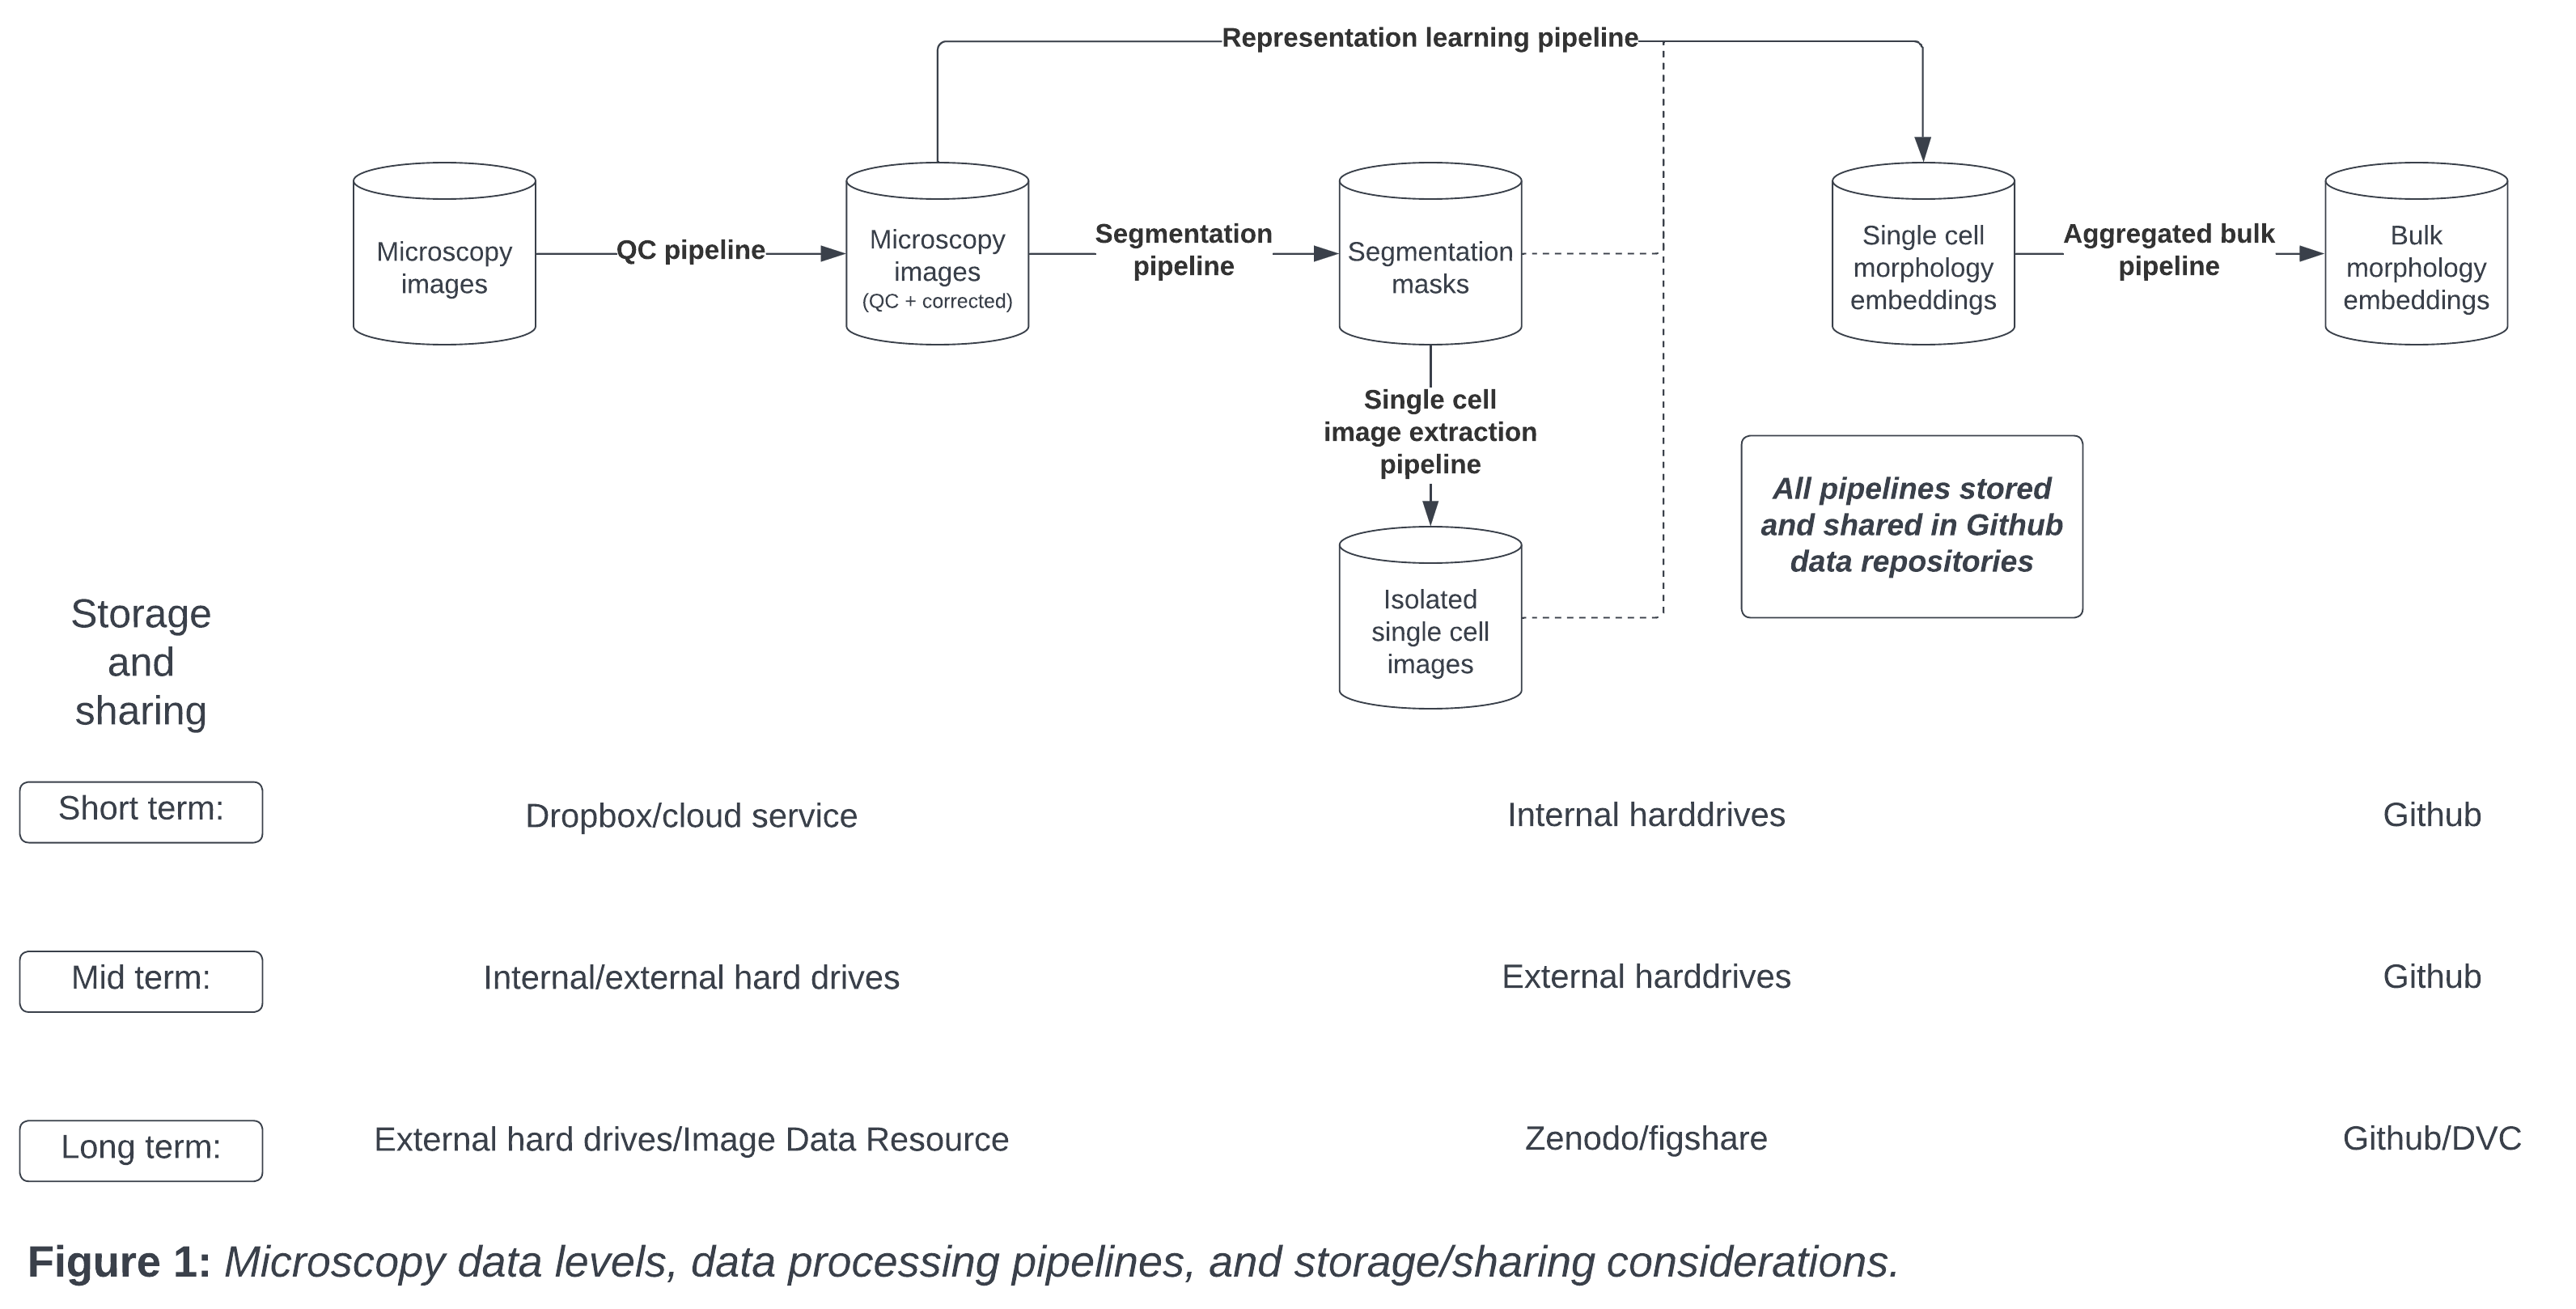 Representation learning pipeline
Microscopy
images
QC pipeline
Microscopy
images
(QC + corrected)
Segmentation
pipeline
Segmentation
masks
Single cell
morphology
embeddings
Aggregated bulk
pipeline
Bulk
morphology
embeddings
Single cell
image extraction
pipeline
All pipelines stored
and shared in Github
data repositories
Isolated
single cell
images
Storage
and
sharing
Short term:
Dropbox/cloud service
Internal harddrives
Github
Mid term:
Internal/external hard drives
External harddrives
Github
Long term:
External hard drives/Image Data Resource
Zenodo/figshare
Github/DVC
Figure 1: Microscopy data levels, data processing pipelines, and storage/sharing considerations.